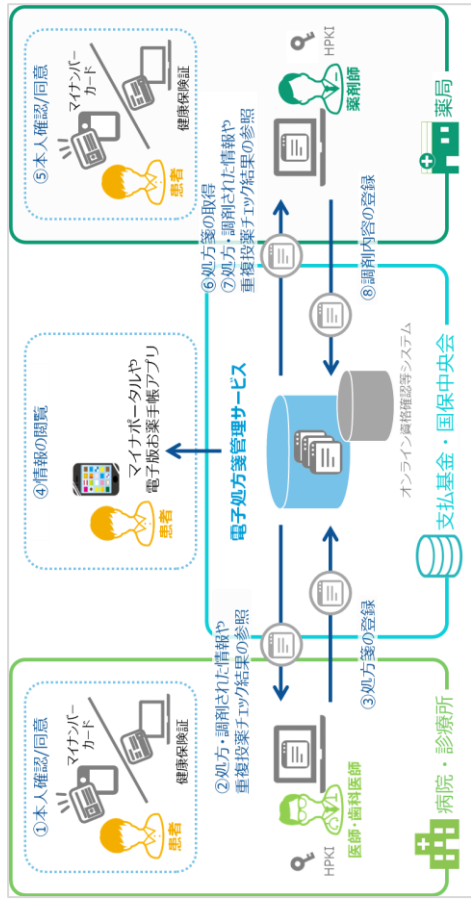 ①本人確認/同意
マイナンバー
カード
健康保険証
患者
②処方・調剤された情報や
重複投薬チェック結果の参照
③処方箋の登録
HPKI
医師・歯科医師
病院・診療所
④情報の閲覧
患者
マイナポータルや
電子版お薬手帳アプリ
電子処方箋管理サービス
オンライン資格確認等システム
支払基金・国保中央会
⑤本人確認/同意
マイナンバー
カード
健康保険証
患者
⑥処方箋の取得
⑦処方・調剤された情報や
重複投薬チェック結果の参照
⑧調剤内容の登録
HPKI
薬剤師
薬局